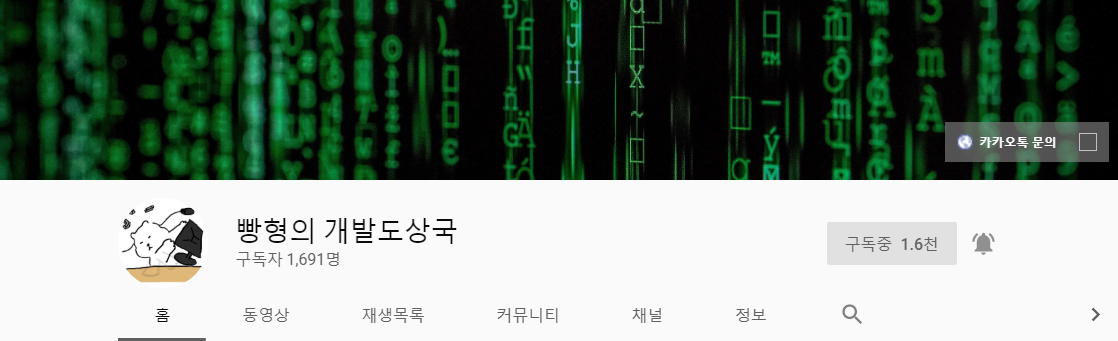 카카오톡 문의
빵형의 개발도상국
구독자 1,691명
구독중 1.6천
홈 동영상 재생목록 커뮤니티 채널 정보